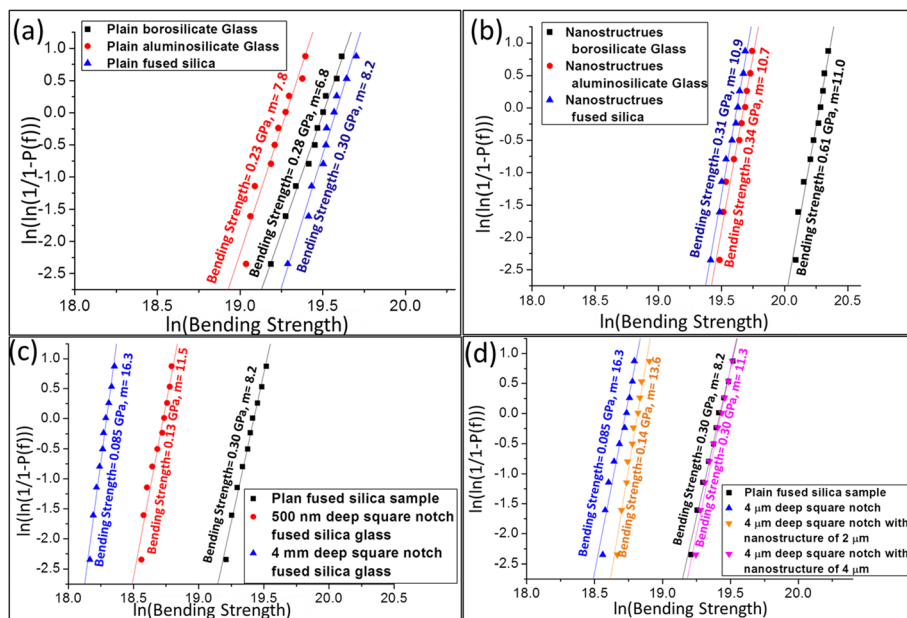 (a)
Plain borosilicate Glass
Plain aluminosilicate Glass
Plain fused silica
Bending Strength= 0.23 GPa, m= 7.8
Bending Strength= 0.28 GPa, m=6.8
Bending Strength= 0.30 GPa, m= 8.2
ln(ln(1/1-P(f)))
1.0
0.5
0.0
-0.5
-1.0
-1.5
-2.0
-2.5
18.0
18.5
19.0
19.5
20.0
ln(Bending Strength)
(b)
Nanostructrues
borosilicate Glass
Nanostructrues
aluminosilicate Glass
Nanostructrues
fused silica
Bending Strength= 0.31 GPa, m= 10.9
Bending Strength= 0.34 GPa, m= 10.7
Bending Strength= 0.61 GPa, m=11.0
ln(ln(1/1-P(f)))
1.0
0.5
0.0
-0.5
-1.0
-1.5
-2.0
-2.5
18.0
18.5
19.0
19.5
20.0
20.5
ln(Bending Strength)
(c)
Bending Strength= 0.085 GPa, m= 16.3
Bending Strength= 0.13 GPa, m= 11.5
Bending Strength= 0.30 GPa, m= 8.2
Plan fused silica sample
500 nm deep square notch
fused silica glass
4 mm deep square notch
fused silica glass
ln(ln(1/1-P(f)))
1.0
0.5
0.0
-0.5
-1.0
-1.5
-2.0
-2.5
18.0
18.5
19.0
19.5
20.0
ln(Bending Strength)
(d)
Bending Strength= 0.085 GPa, m= 16.3
Bending Strength= 0.14 GPa, m= 13.6
Bending Strength= 0.30 GPa, m= 8.2
Bending Strength= 0.30 GPa, m= 11.3
Plain fused silica sample
4 μm deep square notch
4 μm deep square notch with
nanostructure of 2 μm
4 μm deep square notch with
nanostructure of 4 μm
ln(ln(1/1-P(f)))
1.0
0.5
0.0
-0.5
-1.0
-1.5
-2.0
-2.5
18.0
18.5
19.0
19.5
20.0
ln(Bending Strength)